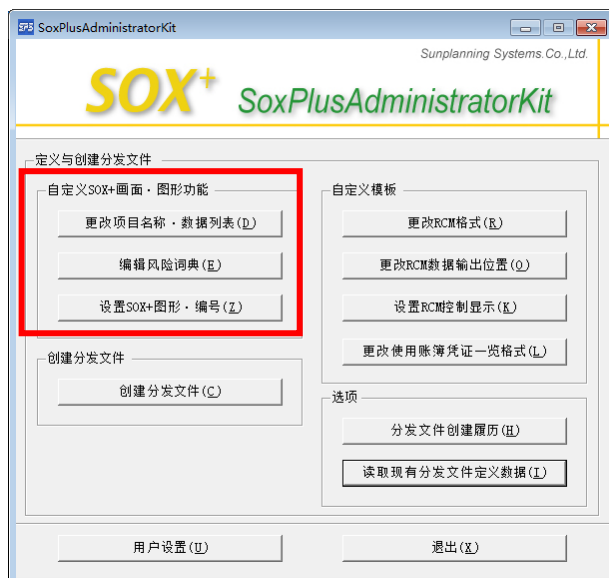 SoxPlusAdministratorKit
Sunplanning Systems.Co.,Ltd.
SOX+ SoxPlusAdministratorKit
定义与创建分发文件
自定义SOX+画面・图形功能
更改项目名称・数据列表(D)
编辑风险词典(E)
设置SOX+图形・编号(Z)
创建分发文件
创建分发文件(C)
自定义模板
更改RCM格式(R)
更改RCM数据输出位置(O)
设置RCM控制显示(K)
更改使用账簿凭证一览格式(L)
选项
分发文件创建履历(H)
读取现有分发文件定义数据(I)
用户设置(U)
退出(X)